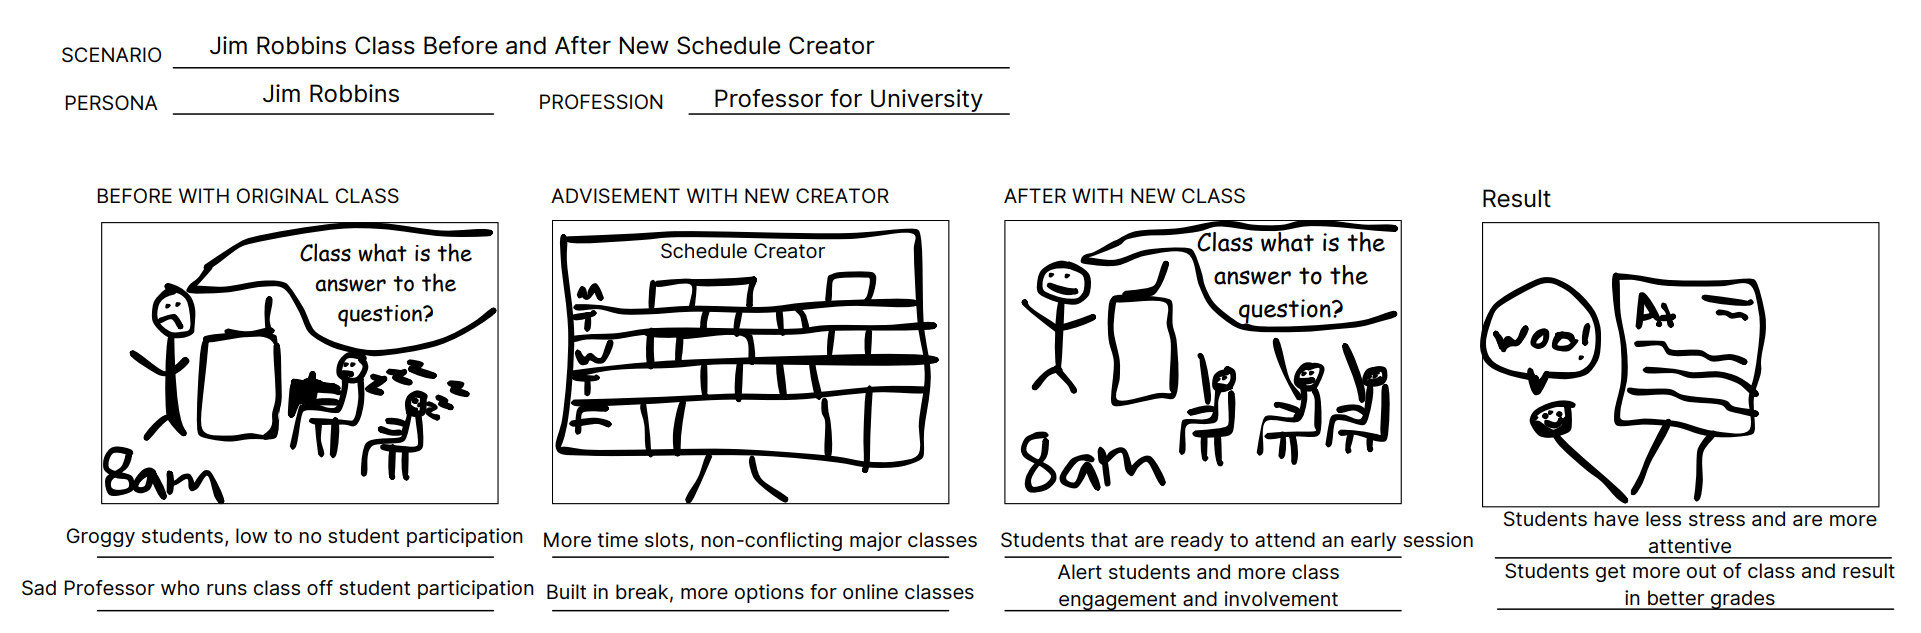 SCENARIO Jim Robbins Class Before and After New Schedule Creator
PERSONA Jim Robbins PROFESSION Professor for University
BEFORE WITH ORIGINAL CLASS
Class what is the
answer to the
question?
zzz
zzz
8am
Groggy students, low to no student participation
Sad Professor who runs class off student participation
ADVISEMENT WITH NEW CREATOR
Schedule Creator
M
T
W
T
F
More time slots, non-conflicting major classes
Built in break, more options for online classes
AFTER WITH NEW CLASS
Class what is the
answer to the
question?
8am
Students that are ready to attend an early session
Alert students and more class
engagement and involvement
Result
A+
woo!
Students have less stress and are more
attentive
Students get more out of class and result
in better grades